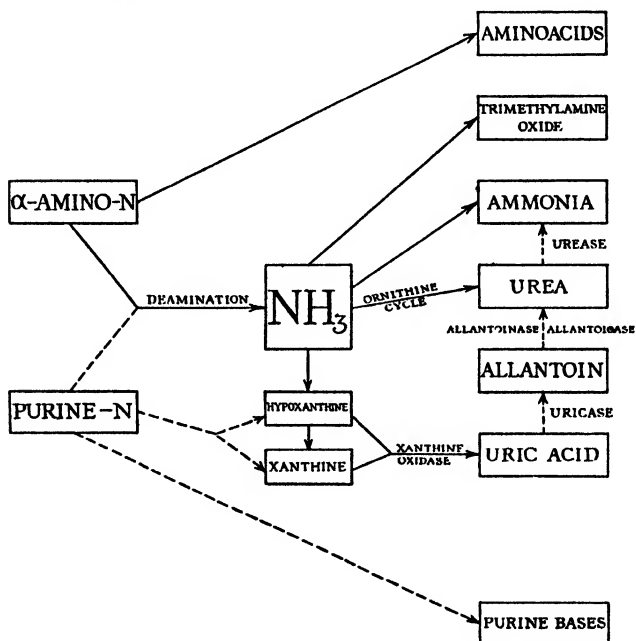 AMINOACIDS
TRIMETHYLAMINE
OXIDE
α-AMINO-N
AMMONIA
UREASE
DEAMINATION
NH3
ORNITHINE
CYCLE
UREA
ALLANTOINASE
ALLANTOICASE
ALLANTOIN
URICASE
PURINE-N
HYPOXANTHINE
XANTHINE
XANTHINE
OXIDASE
URIC ACID
PURINE BASES